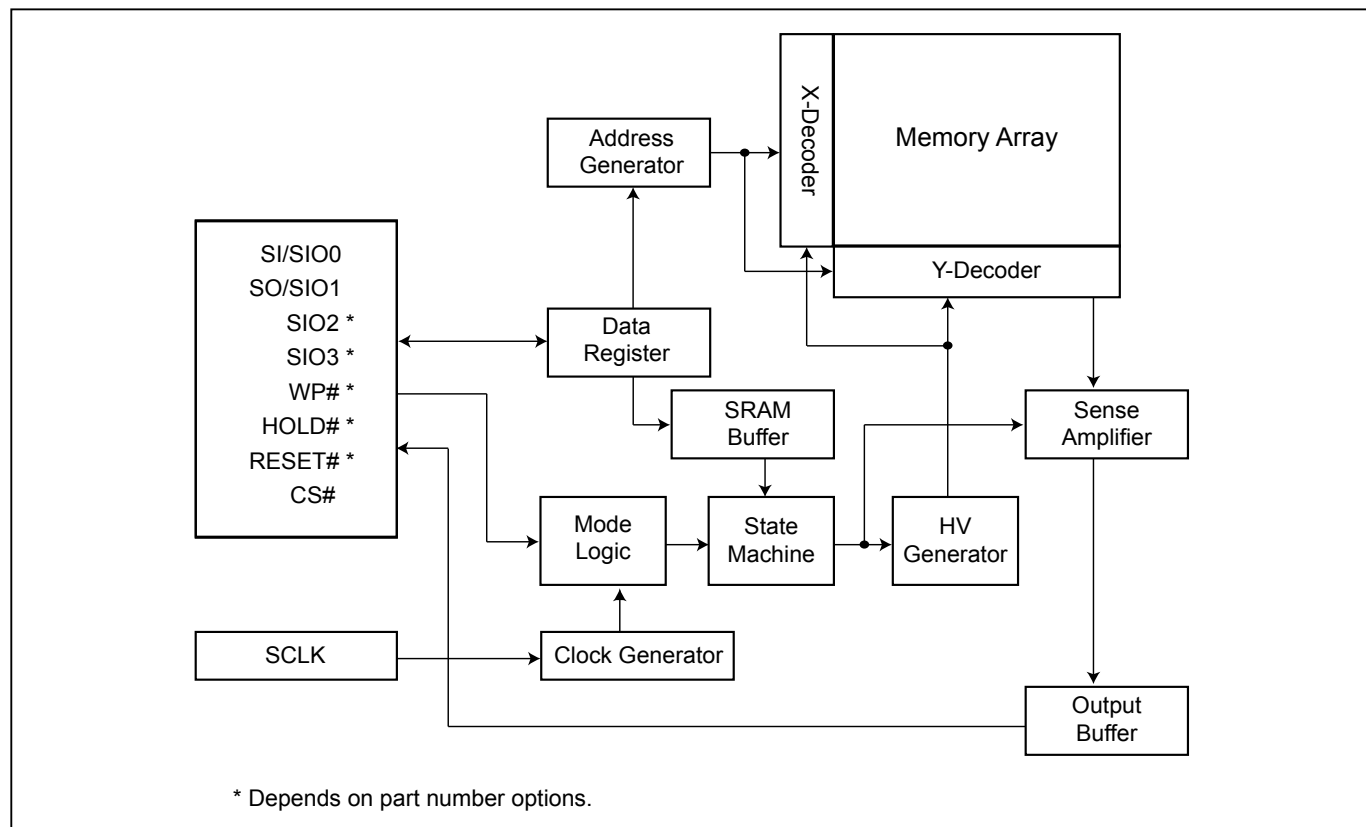 X-Decoder
Memory Array
Address
Generator
Y-Decoder
SI/SIO0
SO/SIO1
SIO2 *
SIO3 *
WP# *
HOLD# *
RESET# *
CS#
Data
Register
SRAM
Buffer
Sense
Amplifier
Mode
Logic
State
Machine
HV
Generator
SCLK
Clock Generator
Output
Buffer
* Depends on part number options.